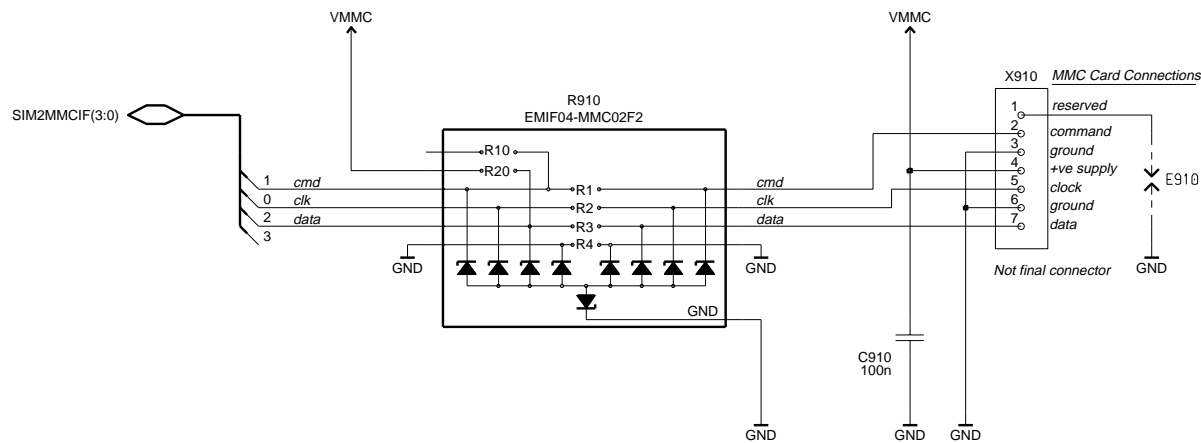 VMMC
VMMC
X910
MMC Card Connections
R910
EMIF04-MMC02F2
SIM2MMCIF(3:0)
1 reserved
2 command
3 ground
4 +ve supply
5 clock
6 ground
7 data
E910
R10
R20
1 cmd R1 cmd
0 clk R2
2 data R3 data
3 R4
GND
GND
GND
Not final connector
GND
C910
100n
GND
GND
GND